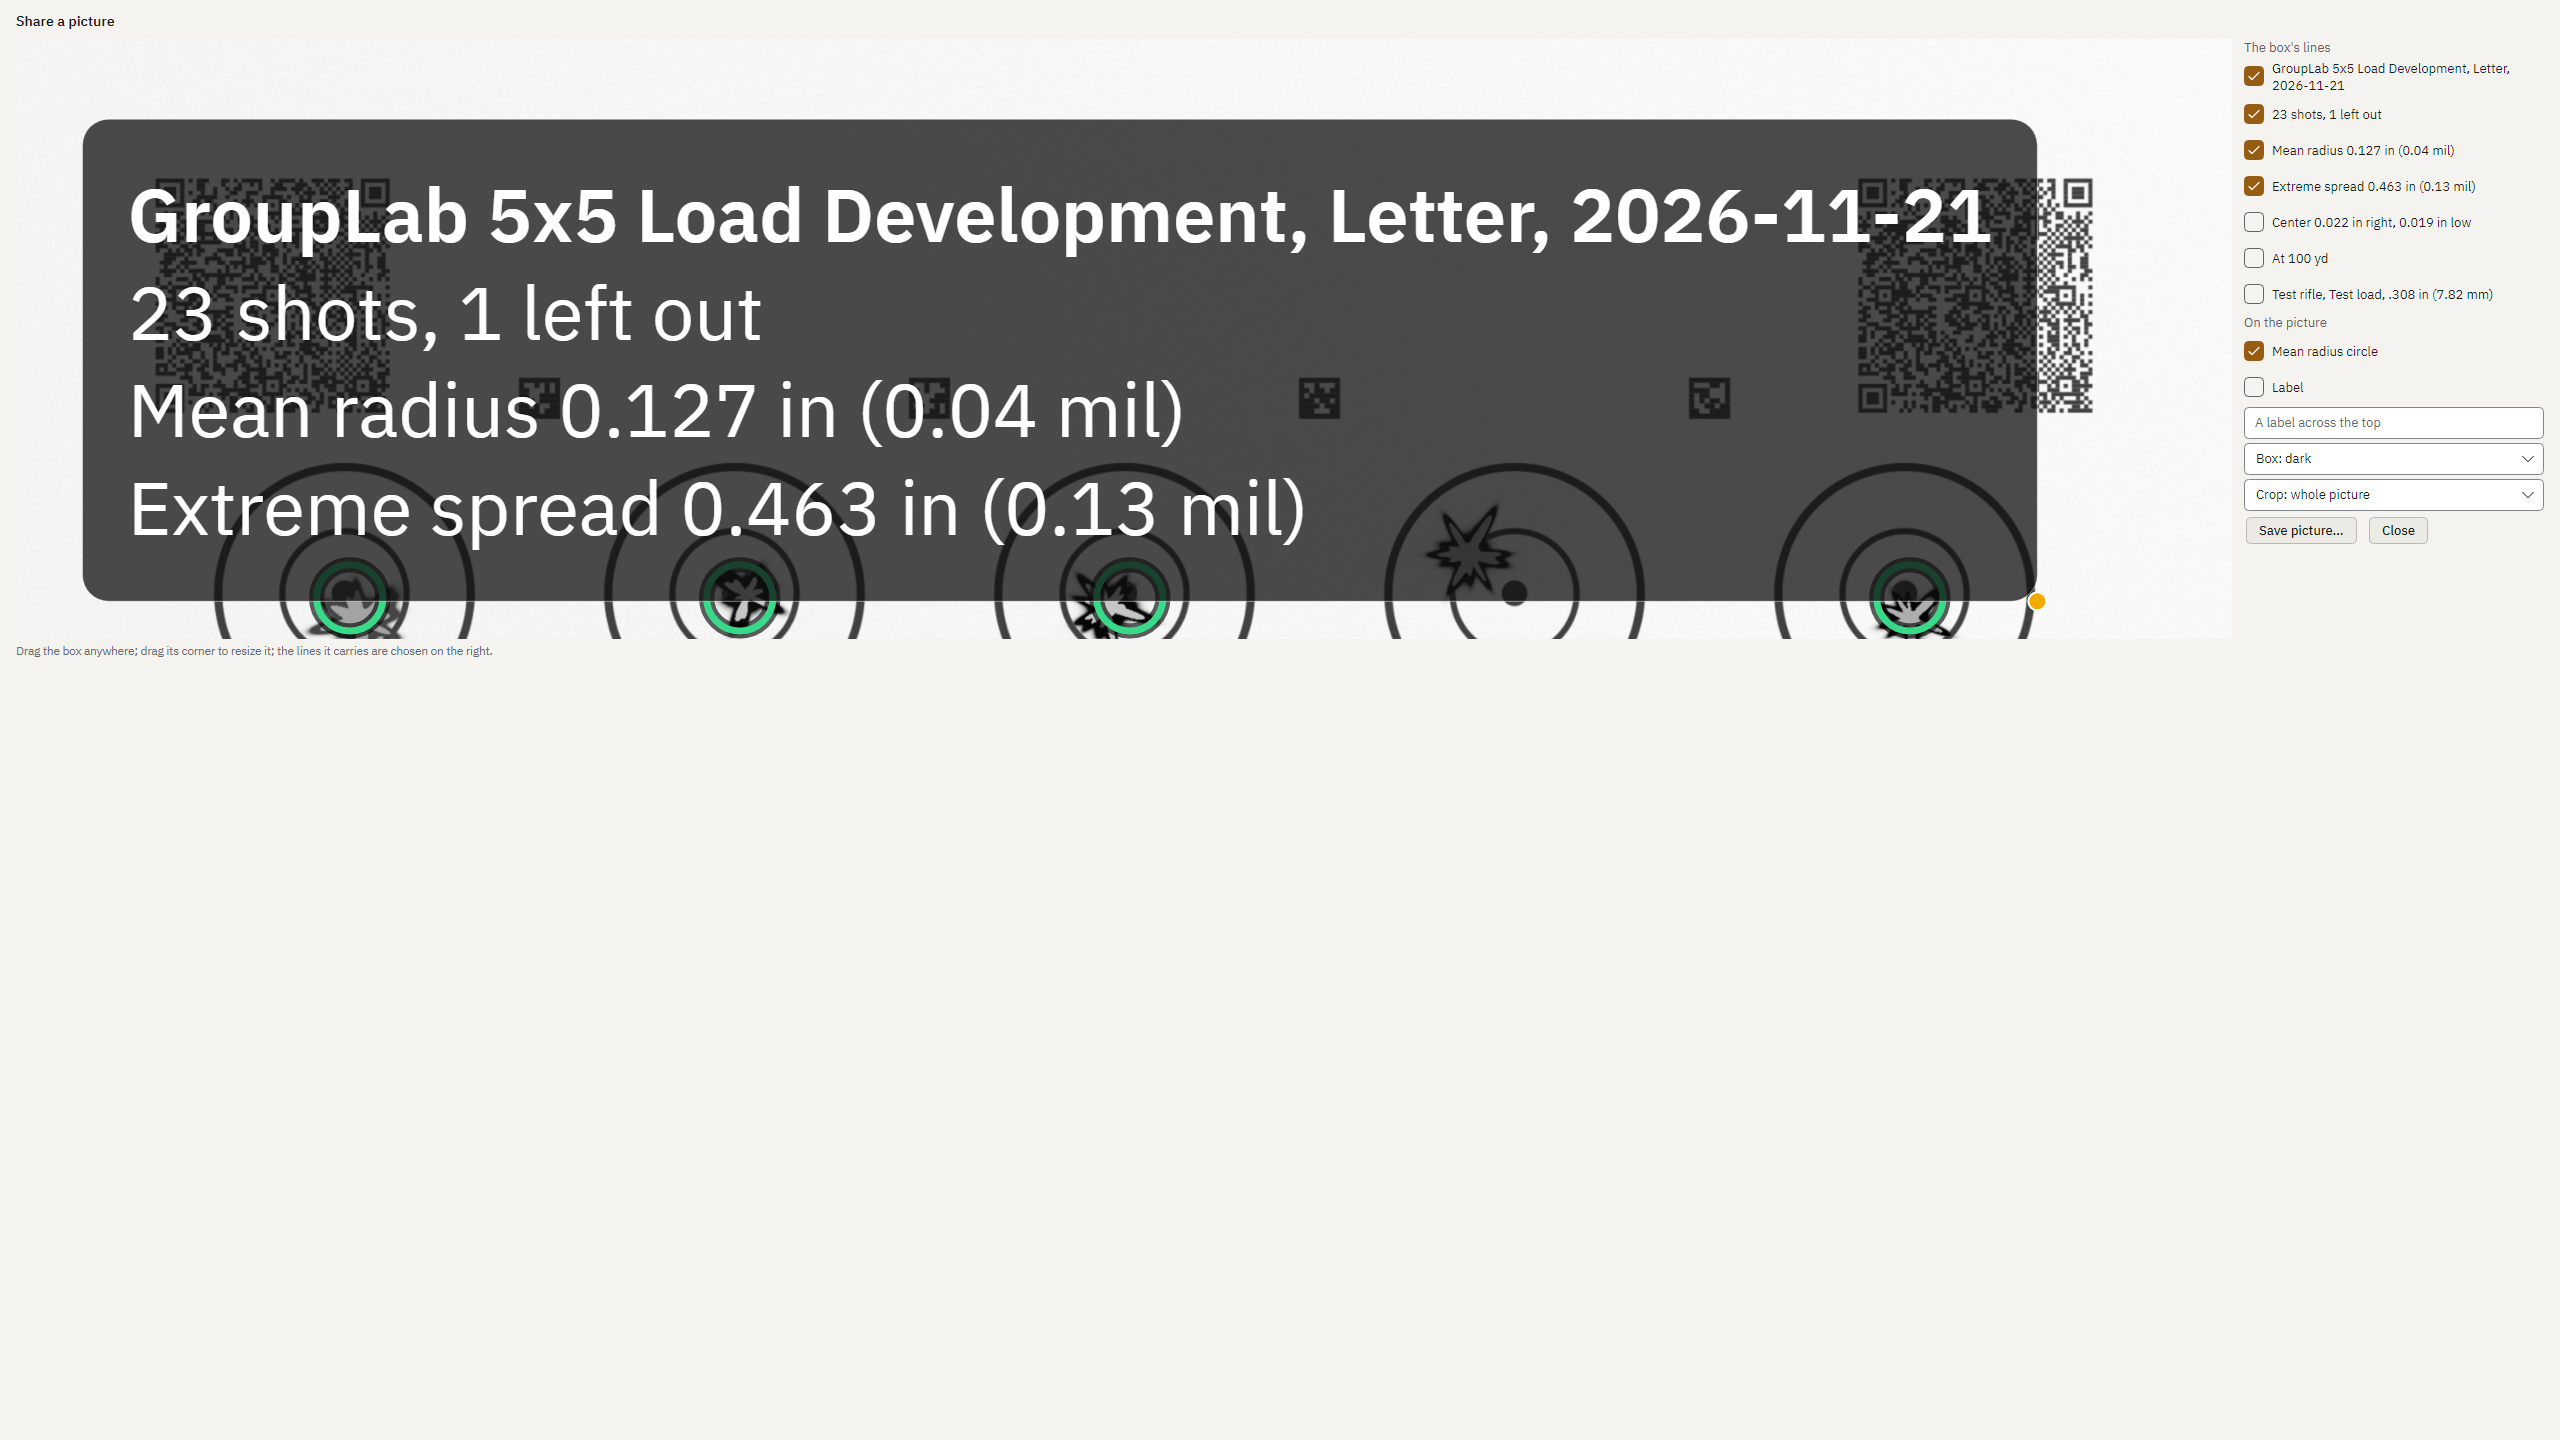 Share a picture
GroupLab 5x5 Load Development, Letter, 2026-11-21
23 shots, 1 left out
Mean radius 0.127 in (0.04 mil)
Extreme spread 0.463 in (0.13 mil)
Drag the box anywhere; drag its corner to resize it; the lines it carries are chosen on the right.
The box's lines
GroupLab 5x5 Load Development, Letter,
2026-11-21
23 shots, 1 left out
Mean radius 0.127 in (0.04 mil)
Extreme spread 0.463 in (0.13 mil)
Center 0.022 in right, 0.019 in low
At 100 yd
Test rifle, Test load, .308 in (7.82 mm)
On the picture
Mean radius circle
Label
A label across the top
Box: dark
Crop: whole picture
Save picture... Close